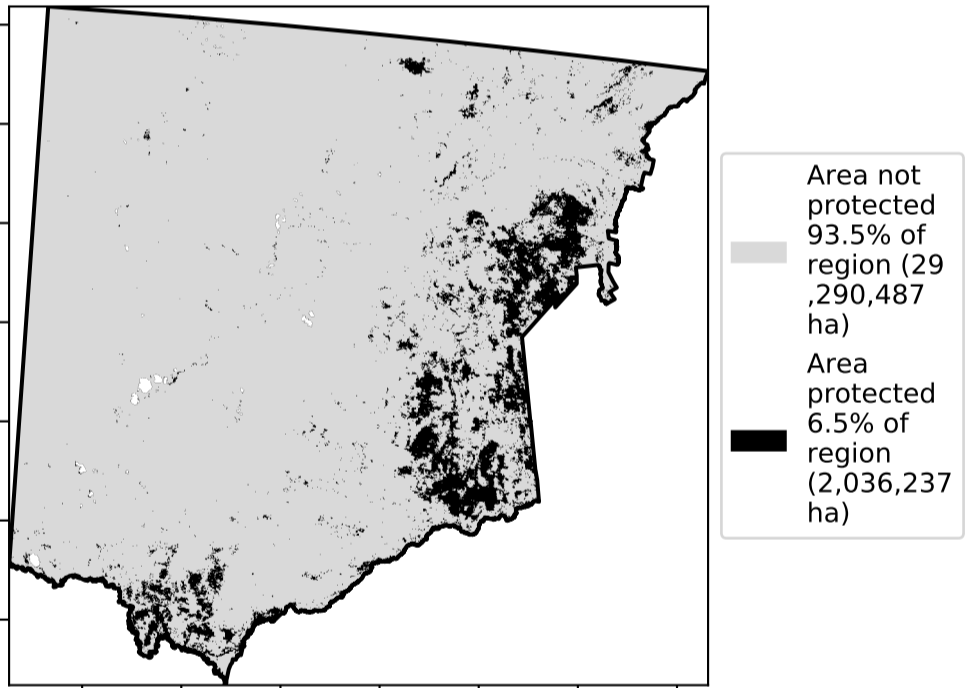 Area not
protected
93.5% of
region (29
,290,487
ha)
Area
protected
6.5% of
region
(2,036,237
ha)